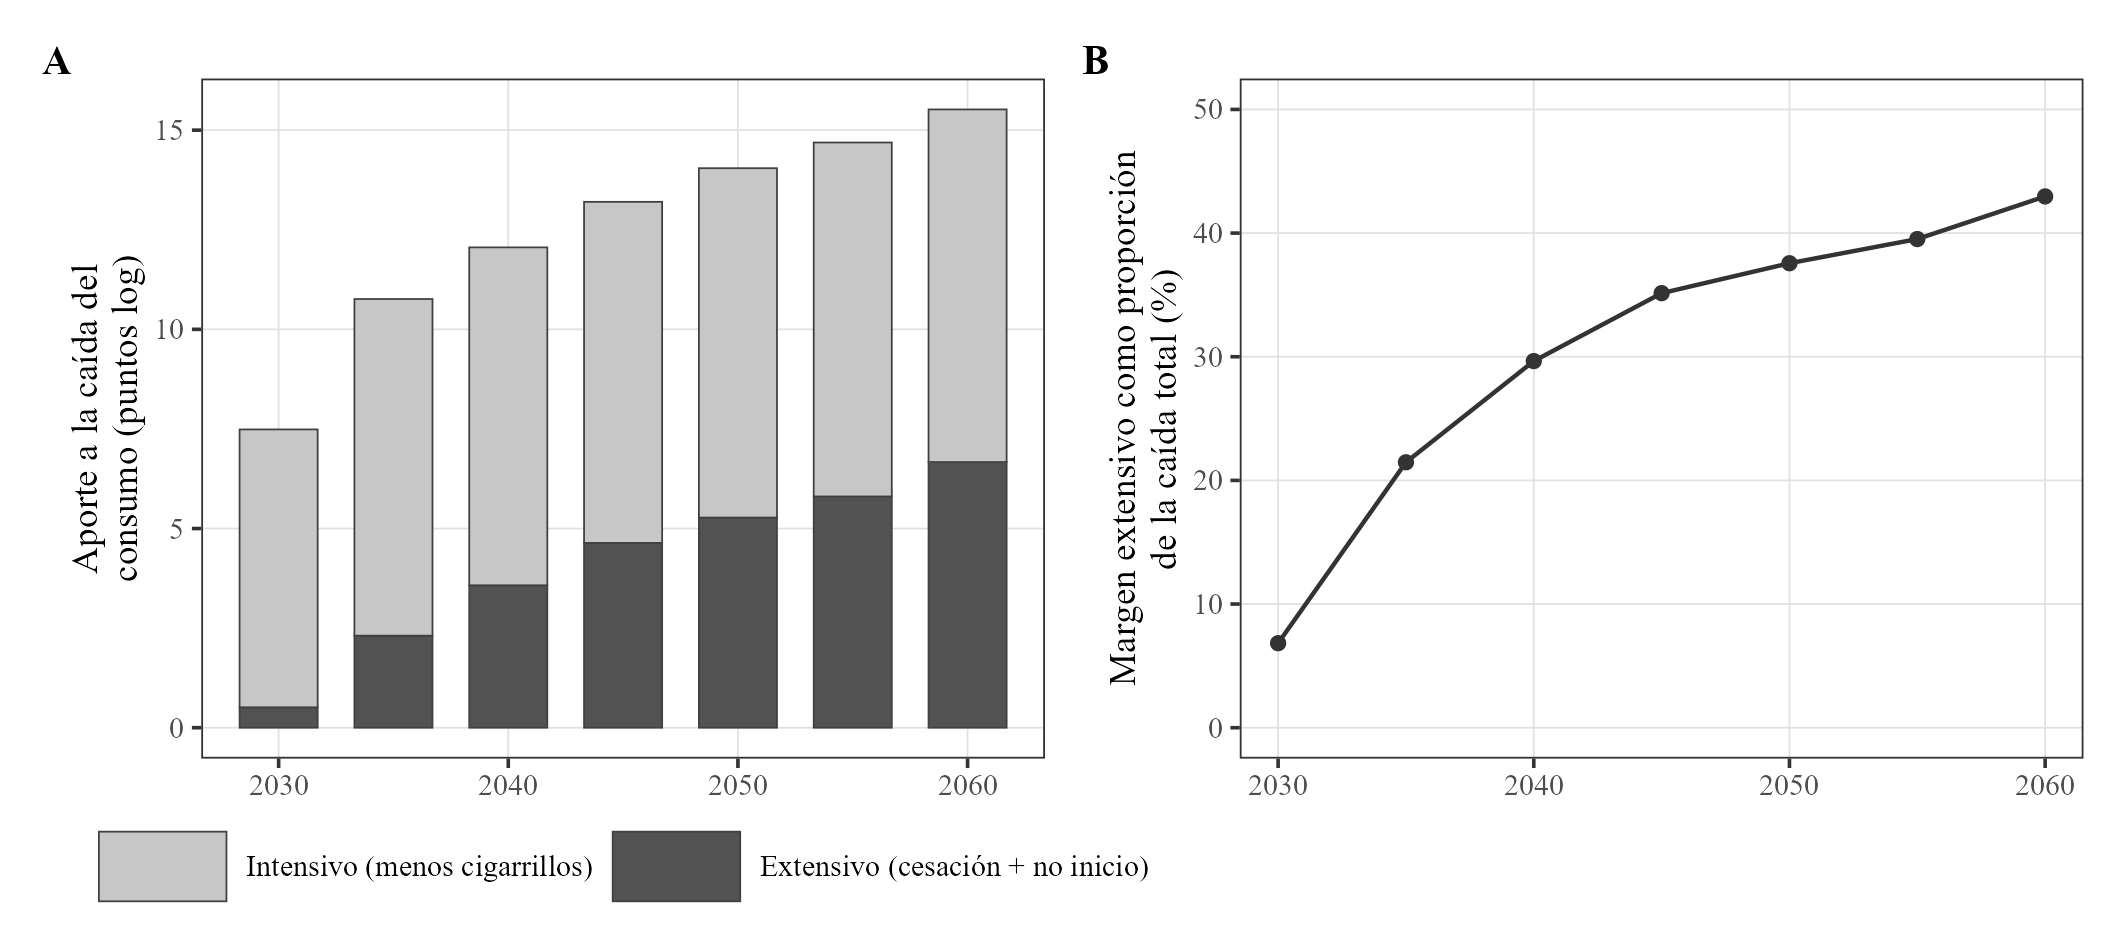 A
Aporte a la caída del
consumo (puntos log)
15
10
5
0
2030
2040
2050
2060
B
Margen extensivo como proporción
de la caída total (%)
50
40
30
20
10
0
2030
2040
2050
2060
Intensivo (menos cigarrillos)
Extensivo (cesación + no inicio)